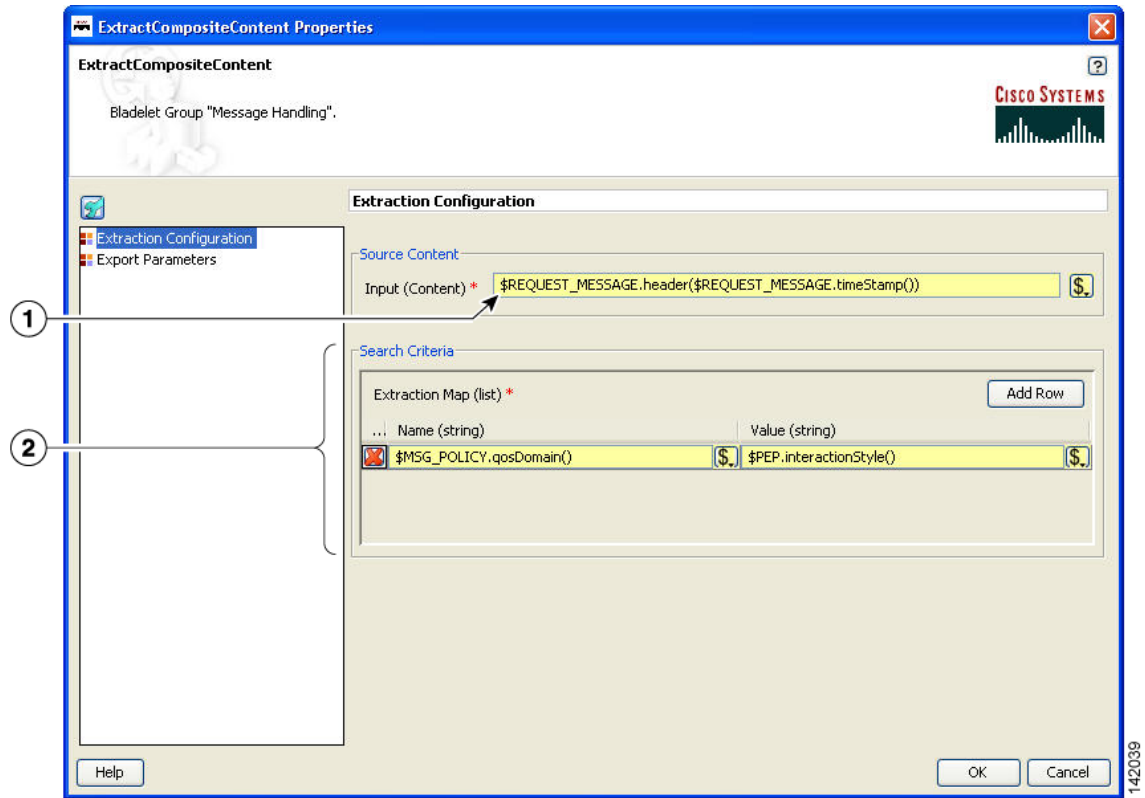 ExtractCompositeContent Properties
ExtractCompositeContent
?
Bladelet Group "Message Handling".
CISCO SYSTEMS
Extraction Configuration
Extraction Configuration
Export Parameters
Source Content
Input (Content) * $REQUEST_MESSAGE.header($REQUEST_MESSAGE.timeStamp()) $
1
Search Criteria
Extraction Map (list) * Add Row
... Name (string) Value (string)
2
$MSG_POLICY.qosDomain() $ $PEP.interactionStyle() $
Help OK Cancel
142039